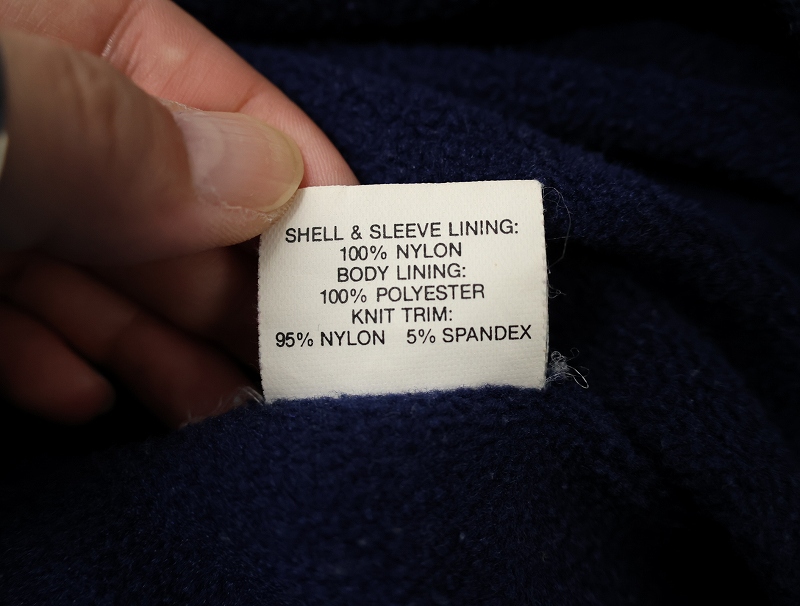 SHELL & SLEEVE LINING:
100% NYLON
BODY LINING:
100% POLYESTER
KNIT TRIM:
95% NYLON 5% SPANDEX